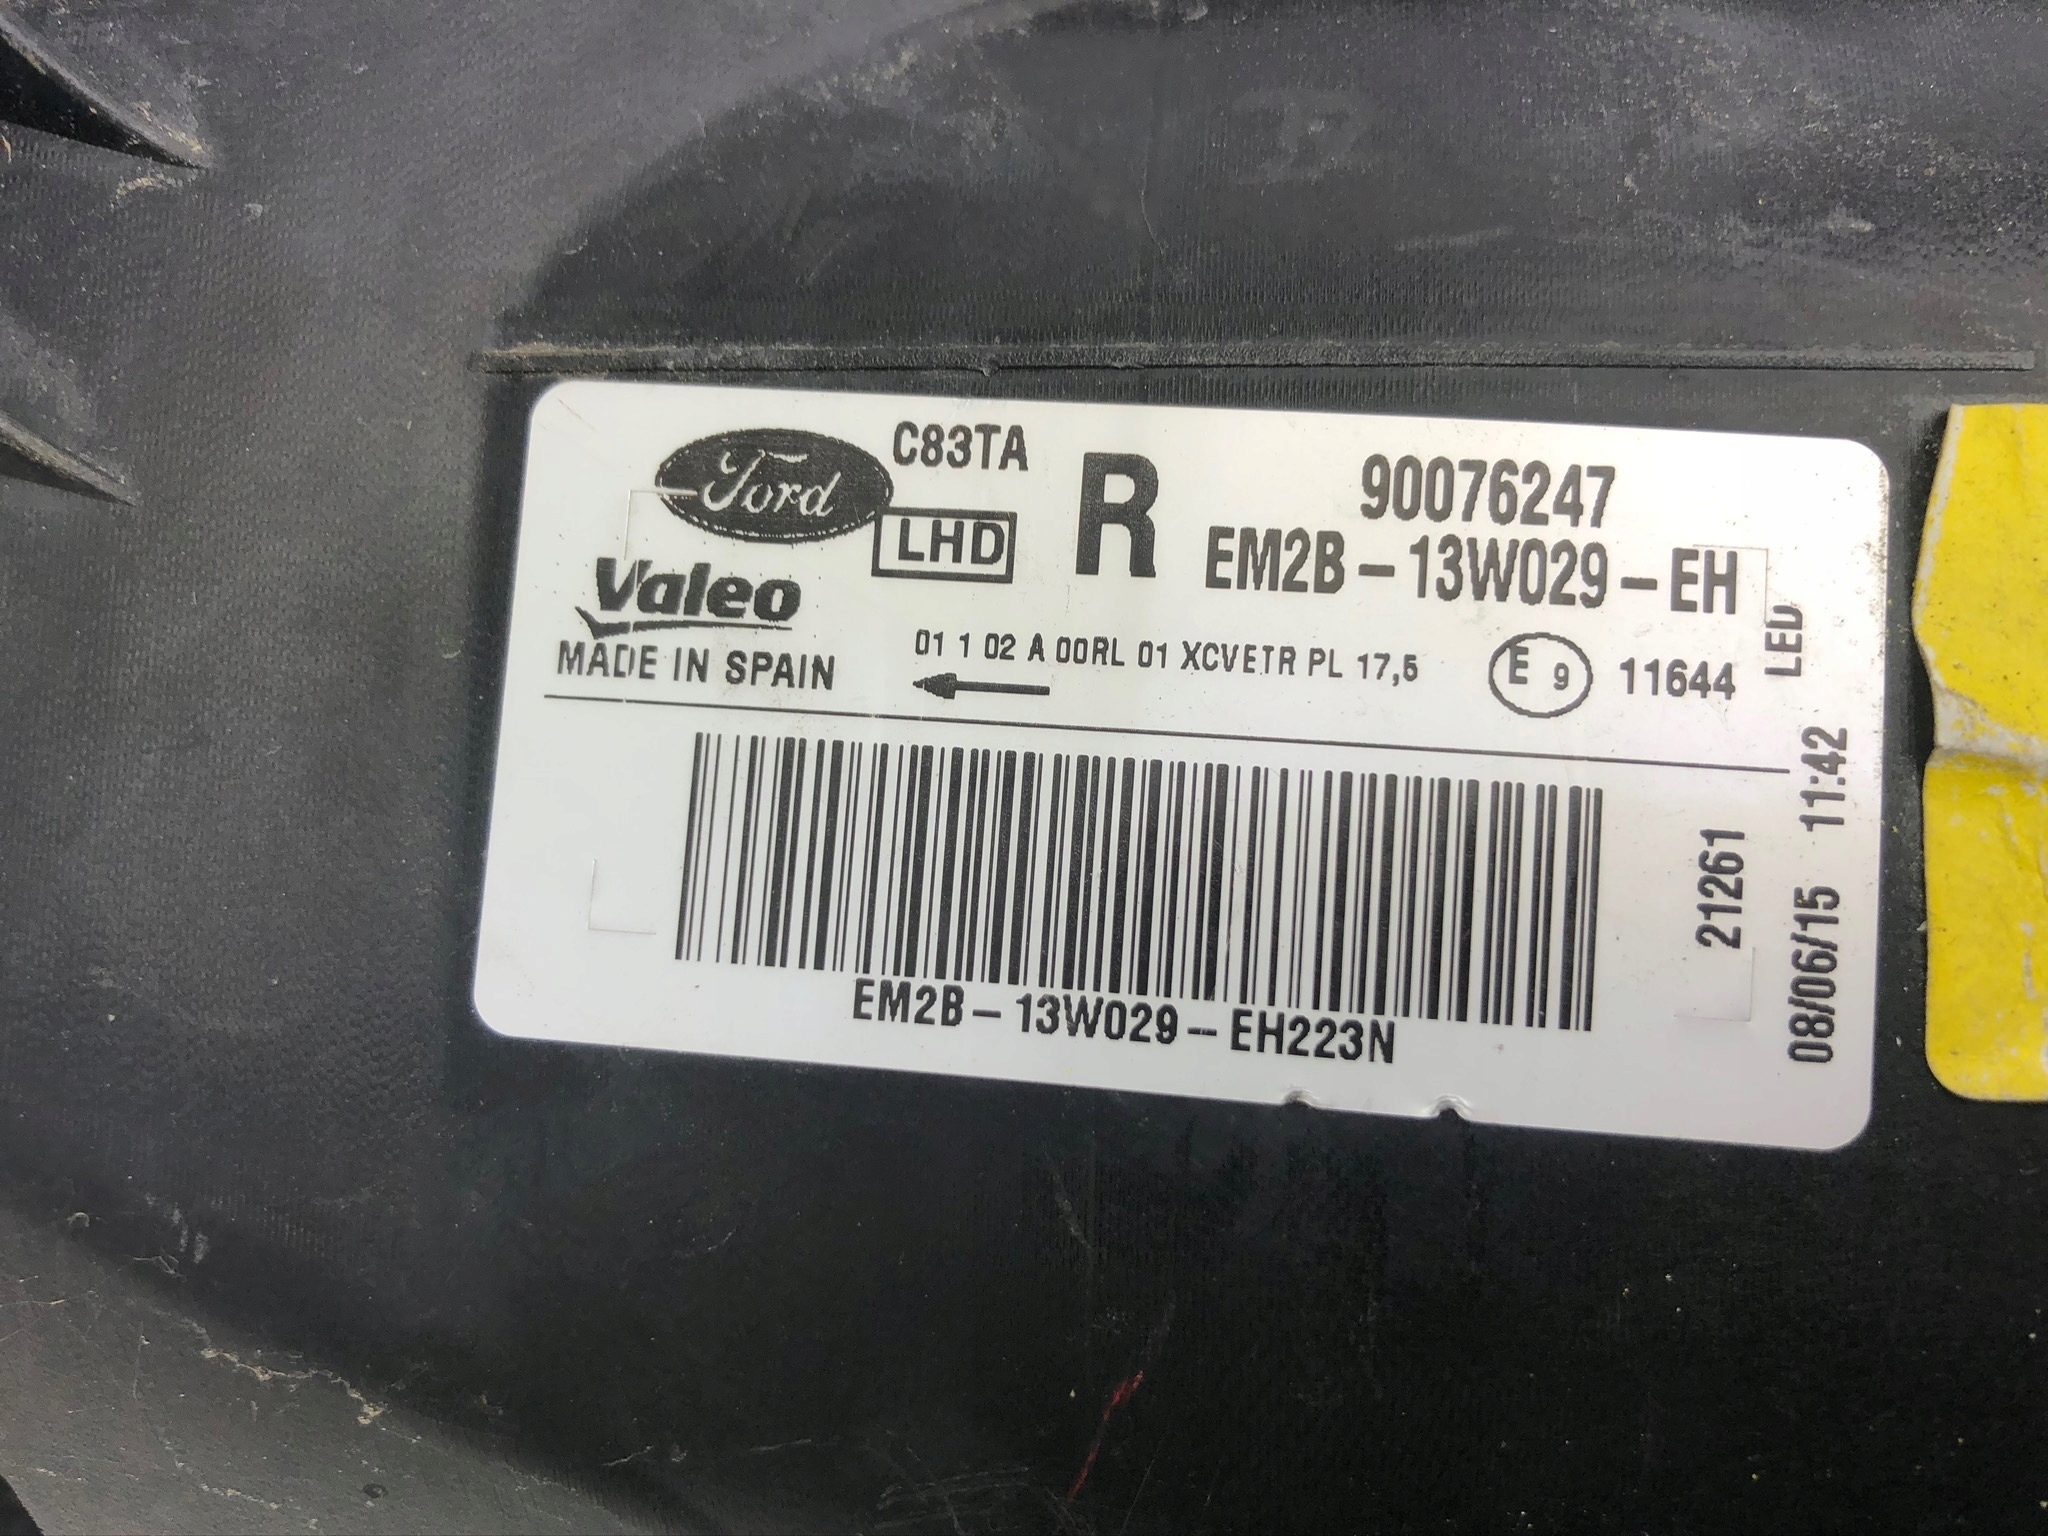 Ford
C83TA
LHD
R
90076247
EM2B-13W029-EH
Valeo
MADE IN SPAIN
01 1 02 A 00RL 01 XCVETR PL 17,5
E 9
11644
LED
21261
08/06/15 11:42
EM2B-13W029-EH223N